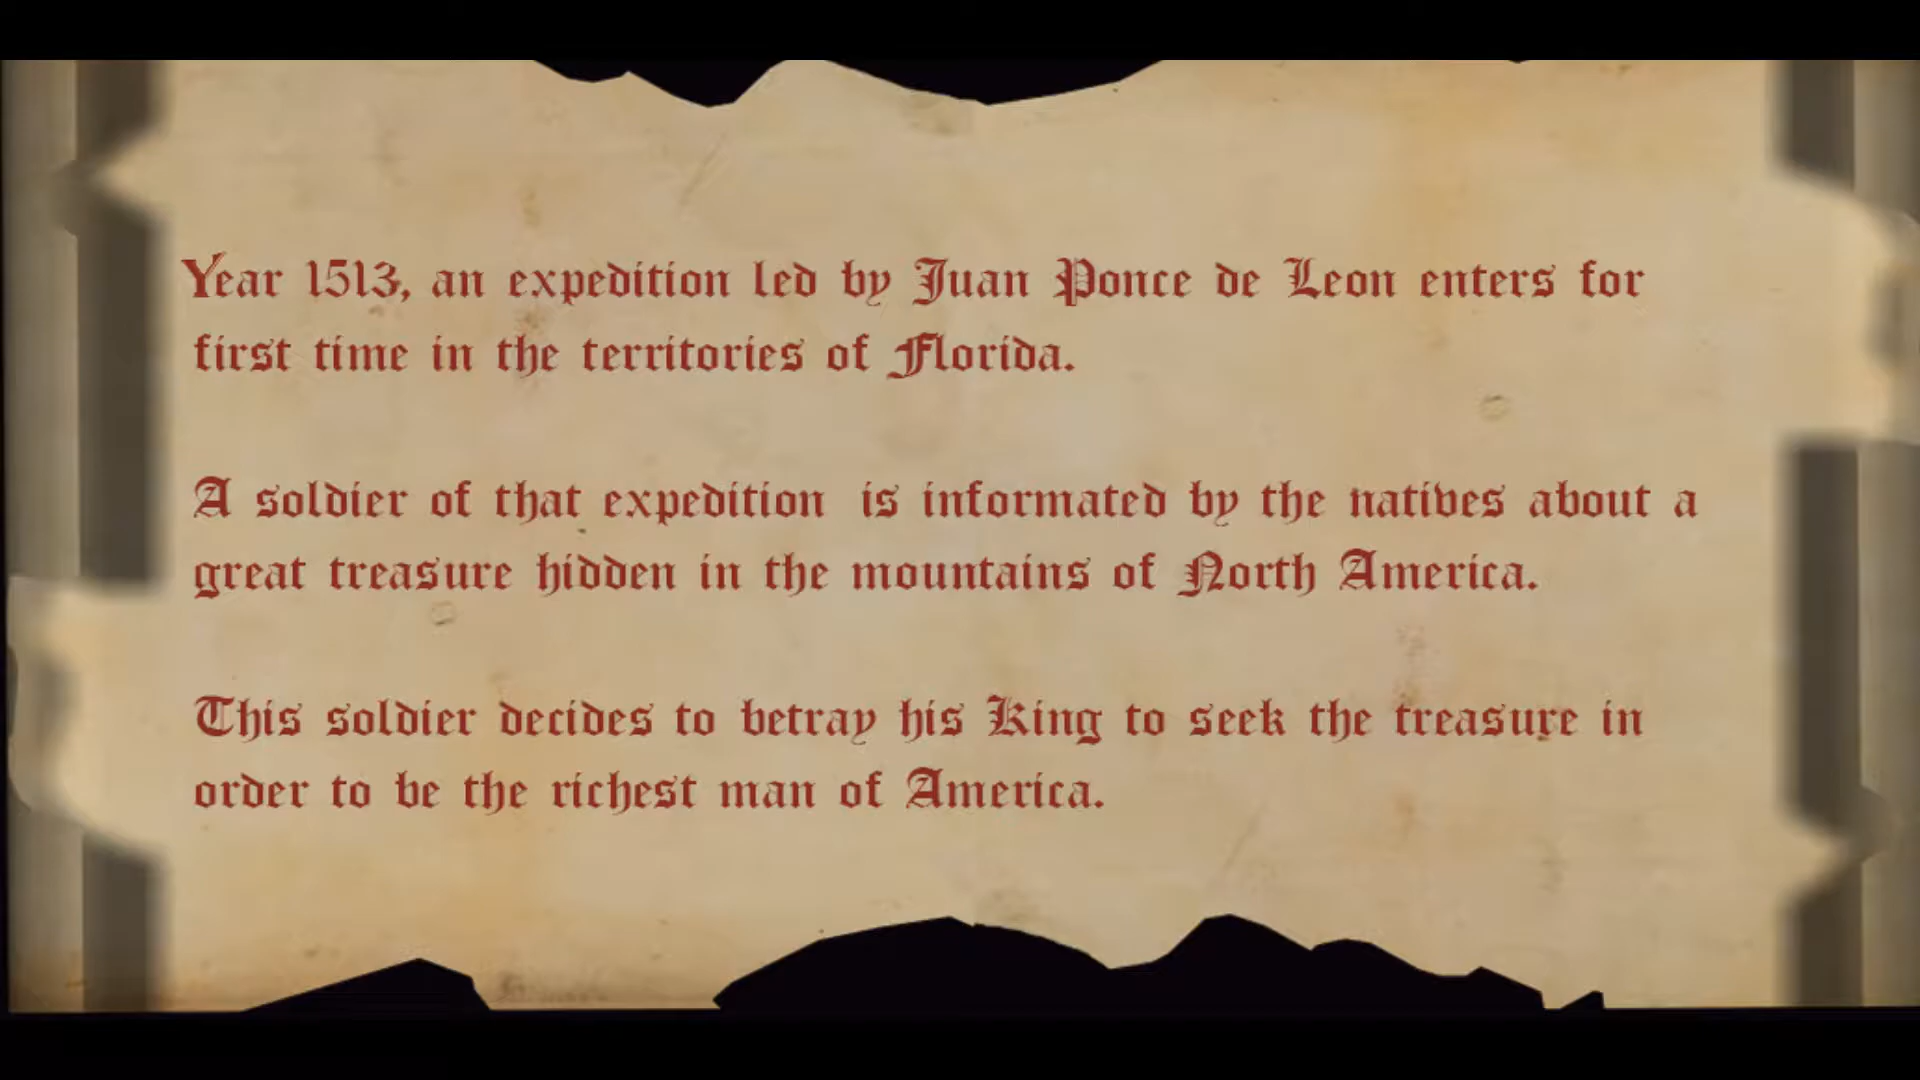 Year 1513, an expedition led by Juan Ponce de Leon enters for
first time in the territories of Florida.
A soldier of that expedition is informated by the natives about a
great treasure hidden in the mountains of North America.
This soldier decides to betray his King to seek the treasure in
order to be the richest man of America.